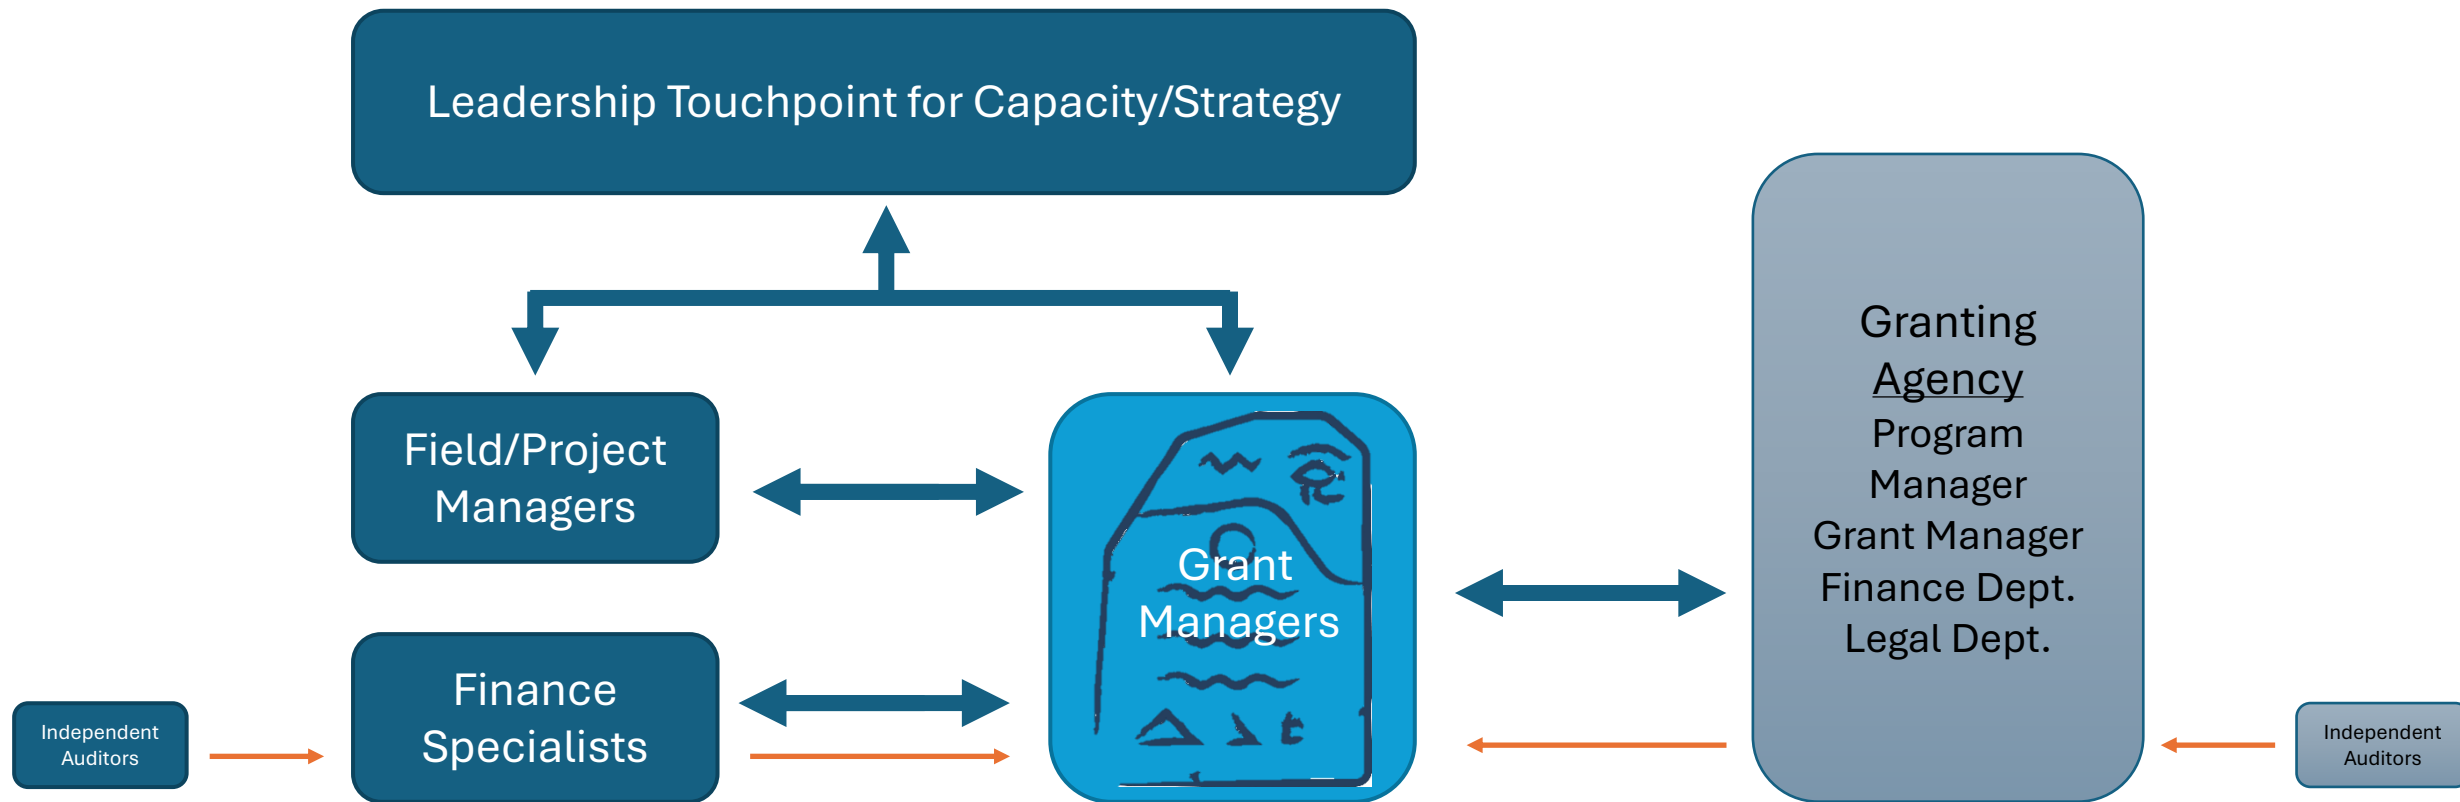 Leadership Touchpoint for Capacity/Strategy
Field/Project
Managers
Grant
Managers
Finance
Specialists
Independent
Auditors
Granting
Agency
Program
Manager
Grant Manager
Finance Dept.
Legal Dept.
Independent
Auditors